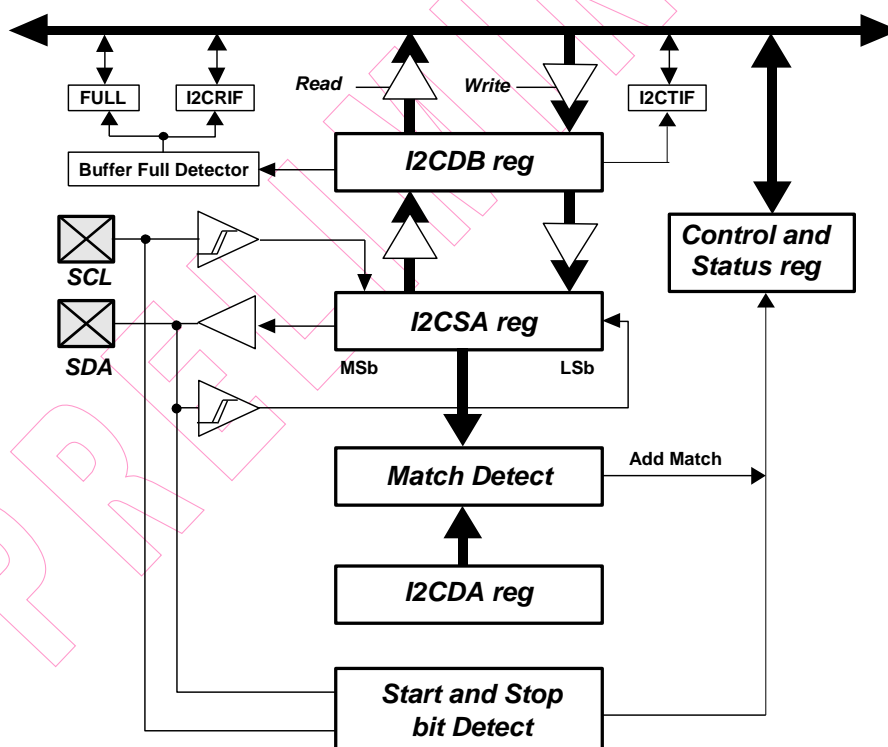 Read
Write
FULL
I2CRIF
I2CTIF
I2CDB reg
Buffer Full Detector
SCL
Control and
Status reg
SDA
I2CSA reg
MSb
LSb
Match Detect
Add Match
I2CDA reg
Start and Stop
bit Detect
PRELIMIN